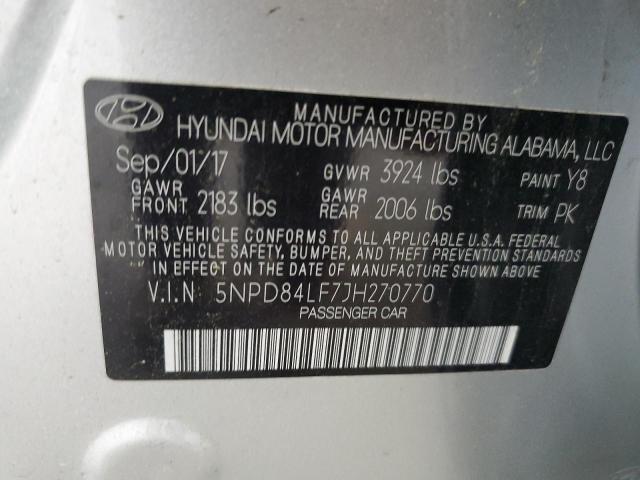 MANUFACTURED BY
HYUNDAI MOTOR MANUFACTURING ALABAMA, LLC
Sep/01/17 GVWR 3924 lbs PAINT Y8
GAWR FRONT 2183 lbs GAWR REAR 2006 lbs TRIM PK
THIS VEHICLE CONFORMS TO ALL APPLICABLE U.S.A. FEDERAL
MOTOR VEHICLE SAFETY, BUMPER, AND THEFT PREVENTION
STANDARDS IN EFFECT ON THE DATE OF MANUFACTURE SHOWN ABOVE.
V.I.N 5NPD84LF7JH270770
PASSENGER CAR